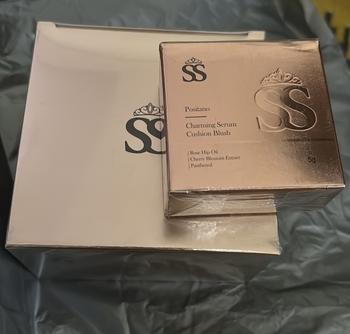 SS
Positano
Charming Serum
Cushion Blush
| Rose Hip Oil
| Cherry Blossom Extract
| Panthenol
SS
5g
SS